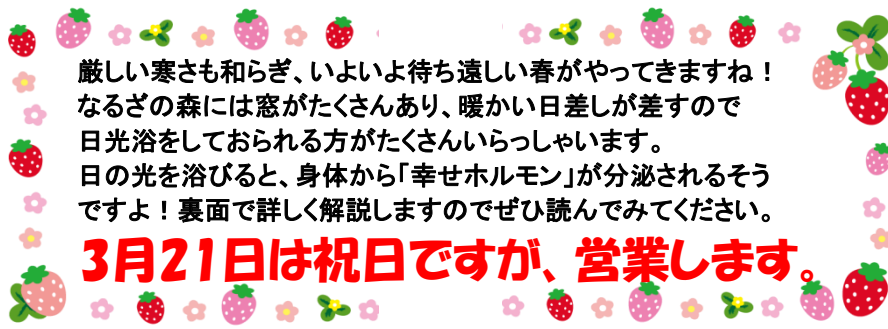 厳しい寒さも和らぎ、いよいよ待ち遠しい春がやってきますね！
なるざの森には窓がたくさんあり、暖かい日差しが差すので
日光浴をしておられる方がたくさんいらっしゃいます。
日の光を浴びると、身体から「幸せホルモン」が分泌されるそう
ですよ！裏面で詳しく解説しますのでぜひ読んでみてください。
3月21日は祝日ですが、営業します。